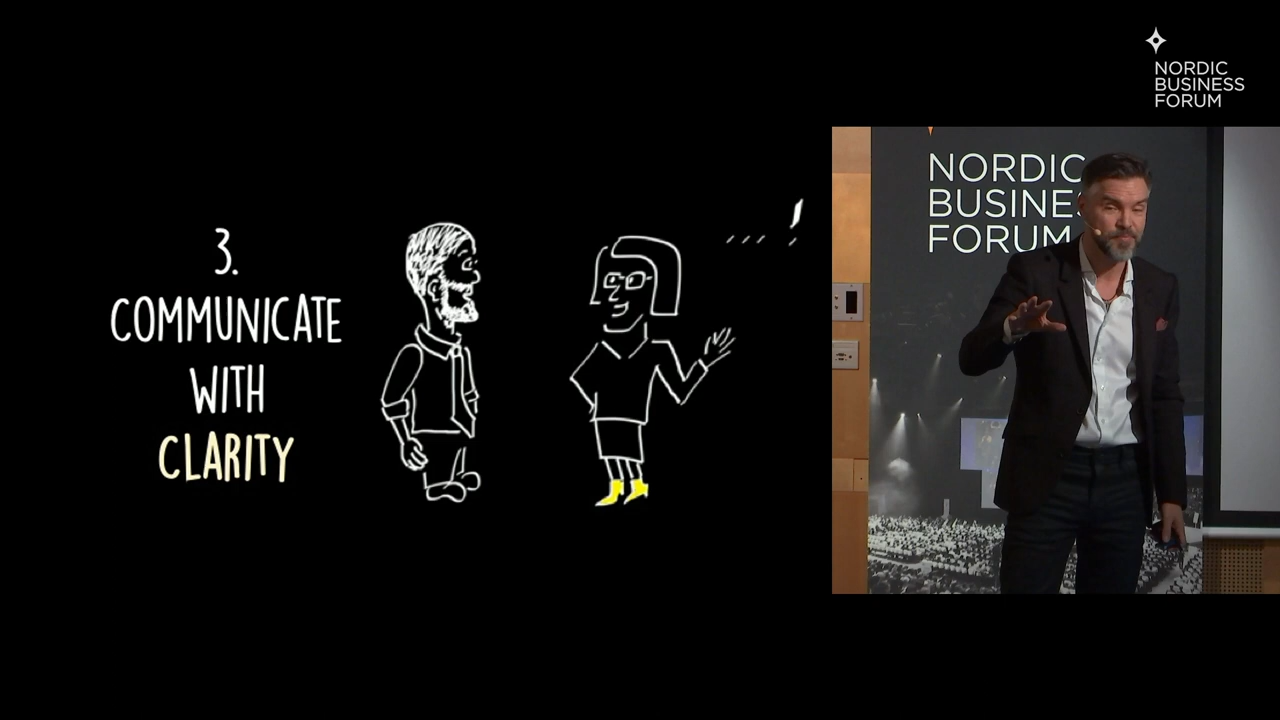 3.
COMMUNICATE
WITH
CLARITY
.... !
NORDIC
BUSINESS
FORUM
NORDIC
BUSINES
FORUM